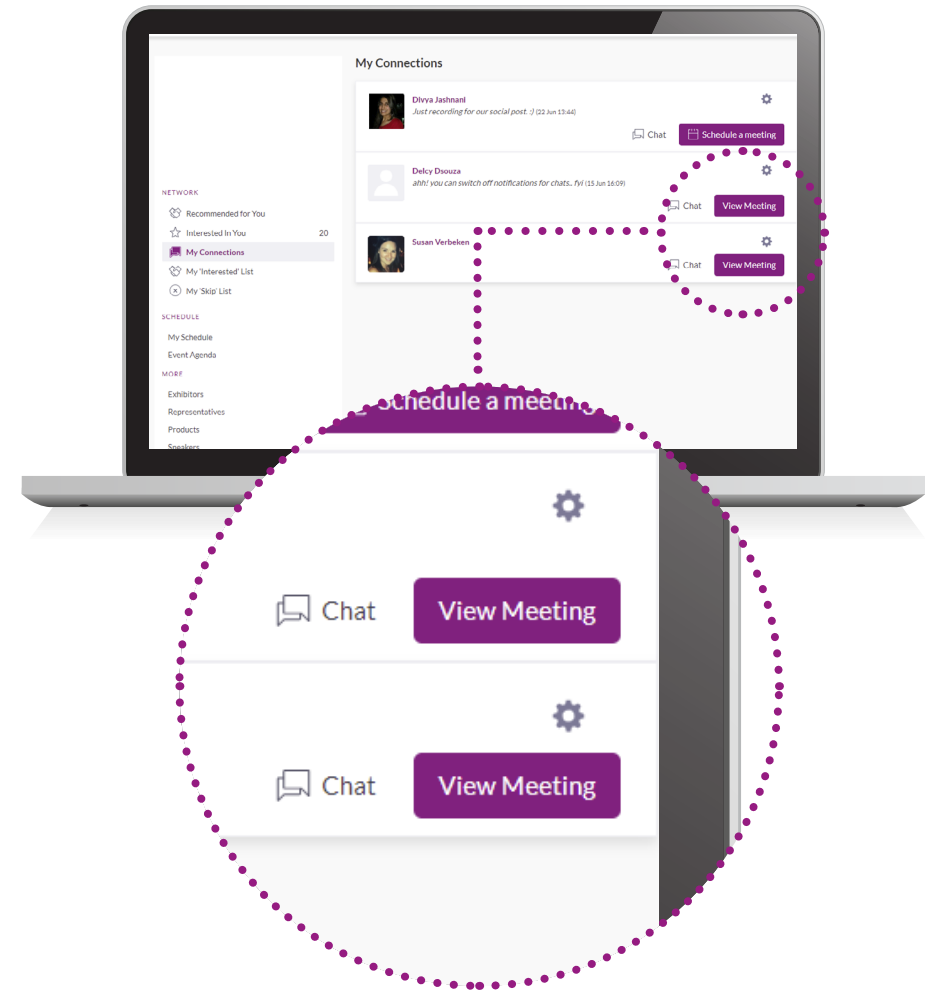 My Connections
Divya Jashnani
Just recording for our social post. :) (22 Jun 13:44)
Chat
Schedule a meeting
Delcy Dsouza
ahh! you can switch off notifications for chats.. fyi (15 Jun 16:09)
Chat
View Meeting
Susan Verbeken
Chat
View Meeting
NETWORK
Recommended for You
Interested In You 20
My Connections
My 'Interested' List
My 'Skip' List
SCHEDULE
My Schedule
Event Agenda
MORE
Exhibitors
Representatives
Products
Speakers
Schedule a meeting
Chat
View Meeting
Chat
View Meeting